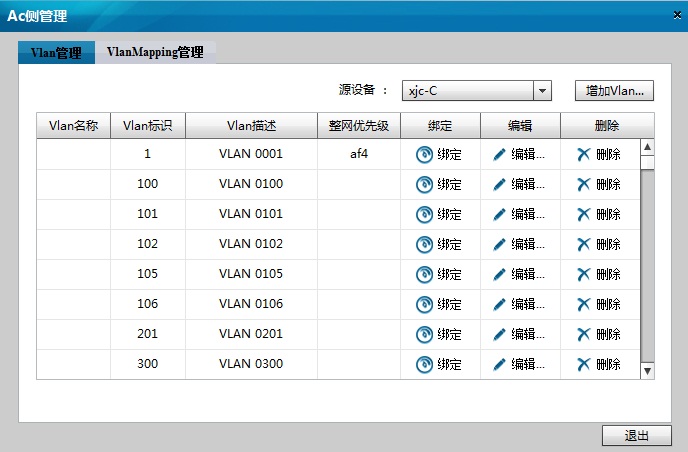 Ac侧管理
Vlan管理 VlanMapping管理
源设备 : xjc-C 增加Vlan...
Vlan名称 Vlan标识 Vlan描述 整网优先级 绑定 编辑 删除
1 VLAN 0001 af4 绑定 编辑... 删除
100 VLAN 0100 绑定 编辑... 删除
101 VLAN 0101 绑定 编辑... 删除
102 VLAN 0102 绑定 编辑... 删除
105 VLAN 0105 绑定 编辑... 删除
106 VLAN 0106 绑定 编辑... 删除
201 VLAN 0201 绑定 编辑... 删除
300 VLAN 0300 绑定 编辑... 删除
退出